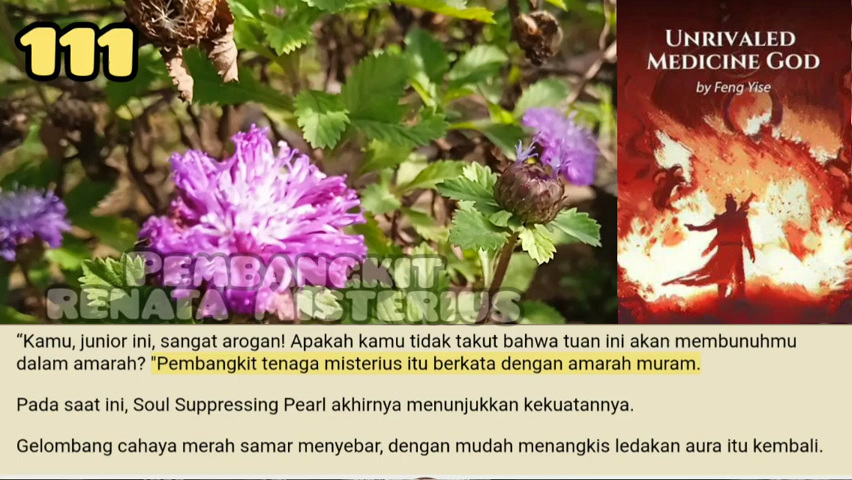 111
UNRIVALED
MEDICINE GOD
by Feng Yise
PEMBANGKIT
RENATA MISTERIUS
“Kamu, junior ini, sangat arogan! Apakah kamu tidak takut bahwa tuan ini akan membunuhmu
dalam amarah? "Pembangkit tenaga misterius itu berkata dengan amarah muram.
Pada saat ini, Soul Suppressing Pearl akhirnya menunjukkan kekuatannya.
Gelombang cahaya merah samar menyebar, dengan mudah menangkis ledakan aura itu kembali.